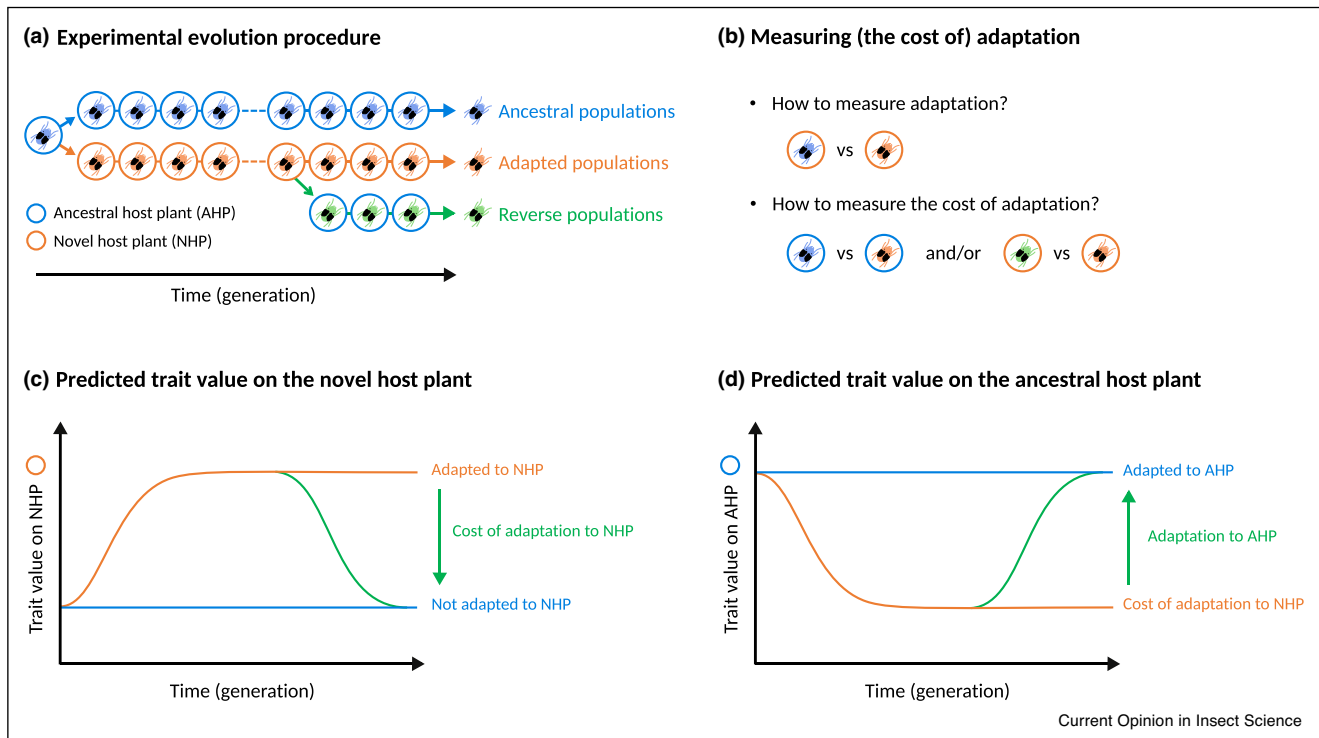 (a) Experimental evolution procedure
Ancestral populations
Adapted populations
Reverse populations
Ancestral host plant (AHP)
Novel host plant (NHP)
Time (generation)
(b) Measuring (the cost of) adaptation
• How to measure adaptation?
vs
• How to measure the cost of adaptation?
vs and/or vs
(c) Predicted trait value on the novel host plant
Trait value on NHP
Adapted to NHP
Cost of adaptation to NHP
Not adapted to NHP
Time (generation)
(d) Predicted trait value on the ancestral host plant
Trait value on AHP
Adapted to AHP
Adaptation to AHP
Cost of adaptation to NHP
Time (generation)
Current Opinion in Insect Science